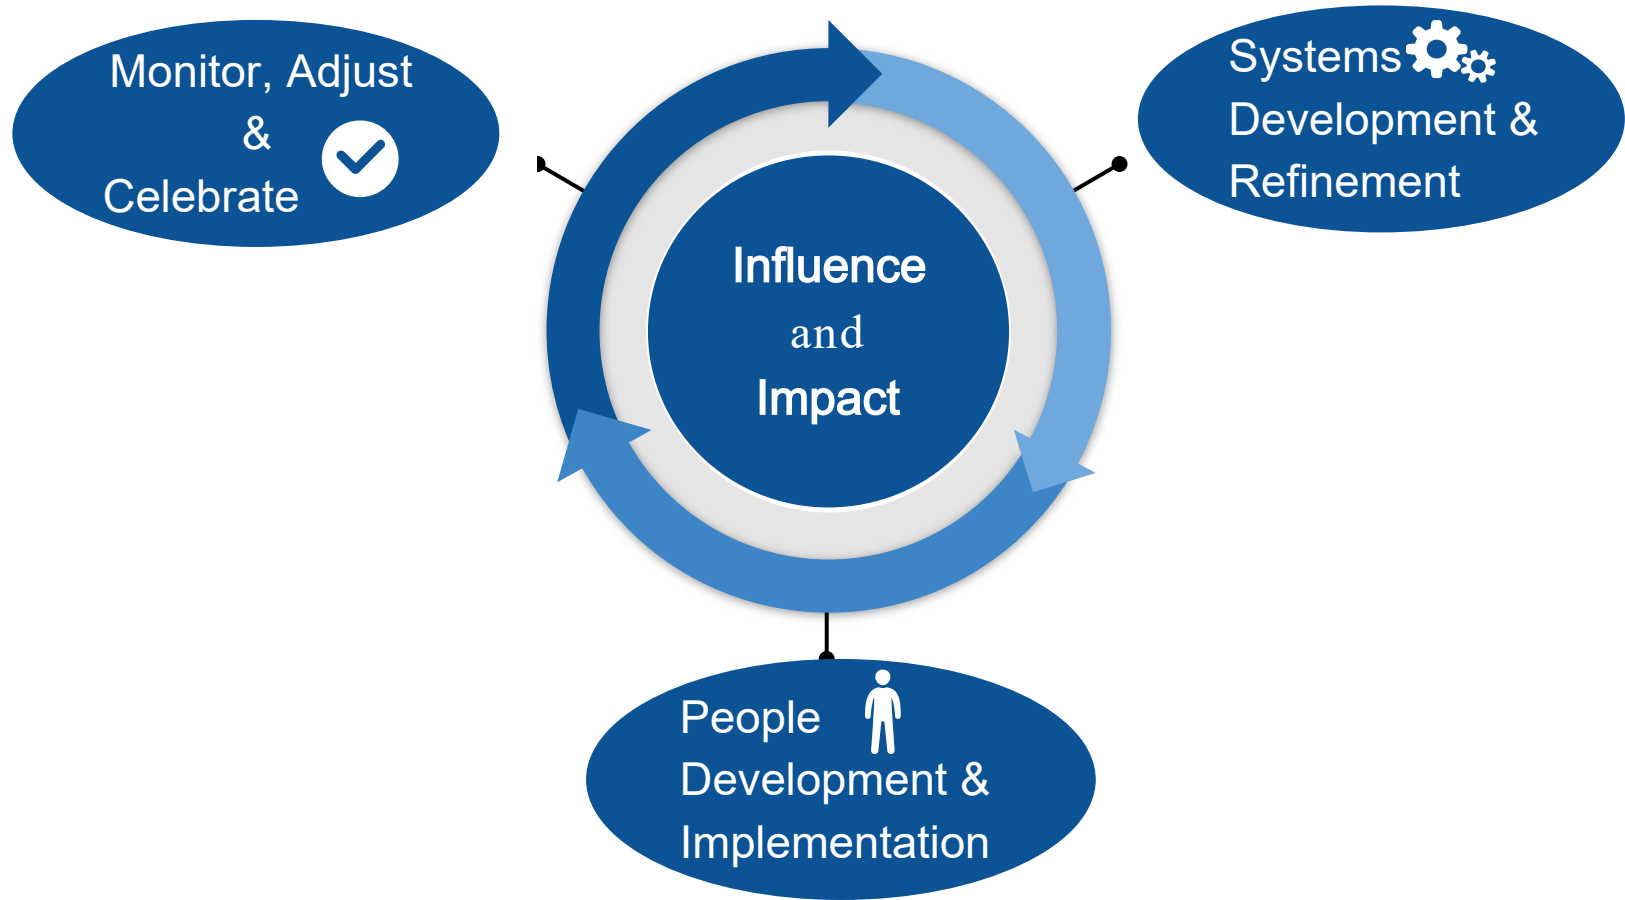 Monitor, Adjust
&
Celebrate
Systems
Development &
Refinement
Influence
and
Impact
People
Development &
Implementation